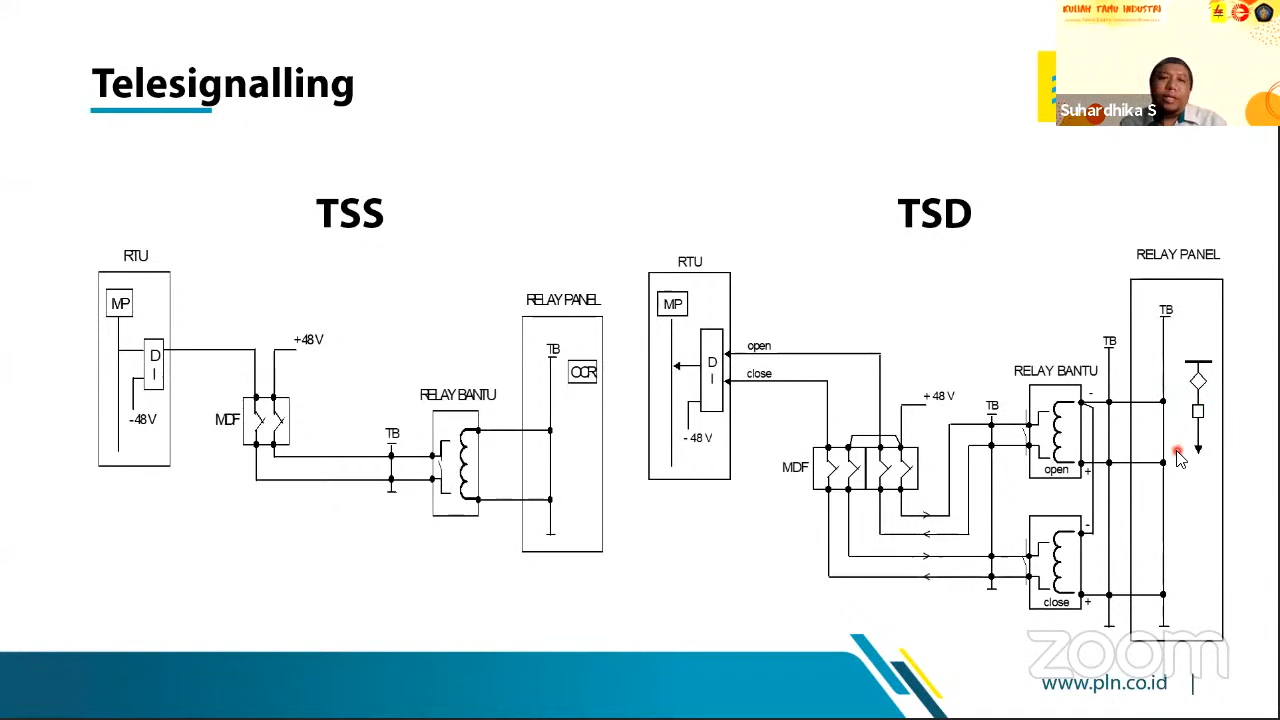 KULIAH TAMU INDUSTRI
Suhardhika S
Telesignalling
TSS
TSD
RTU
MP
D
I
-48 V
+48 V
MDF
TB
RELAY BANTU
RELAY PANEL
TB
OCR
RTU
MP
D
I
- 48 V
open
close
+ 48 V
MDF
TB
RELAY BANTU
-
open
+
-
close
+
TB
RELAY PANEL
TB
zoom
www.pln.co.id